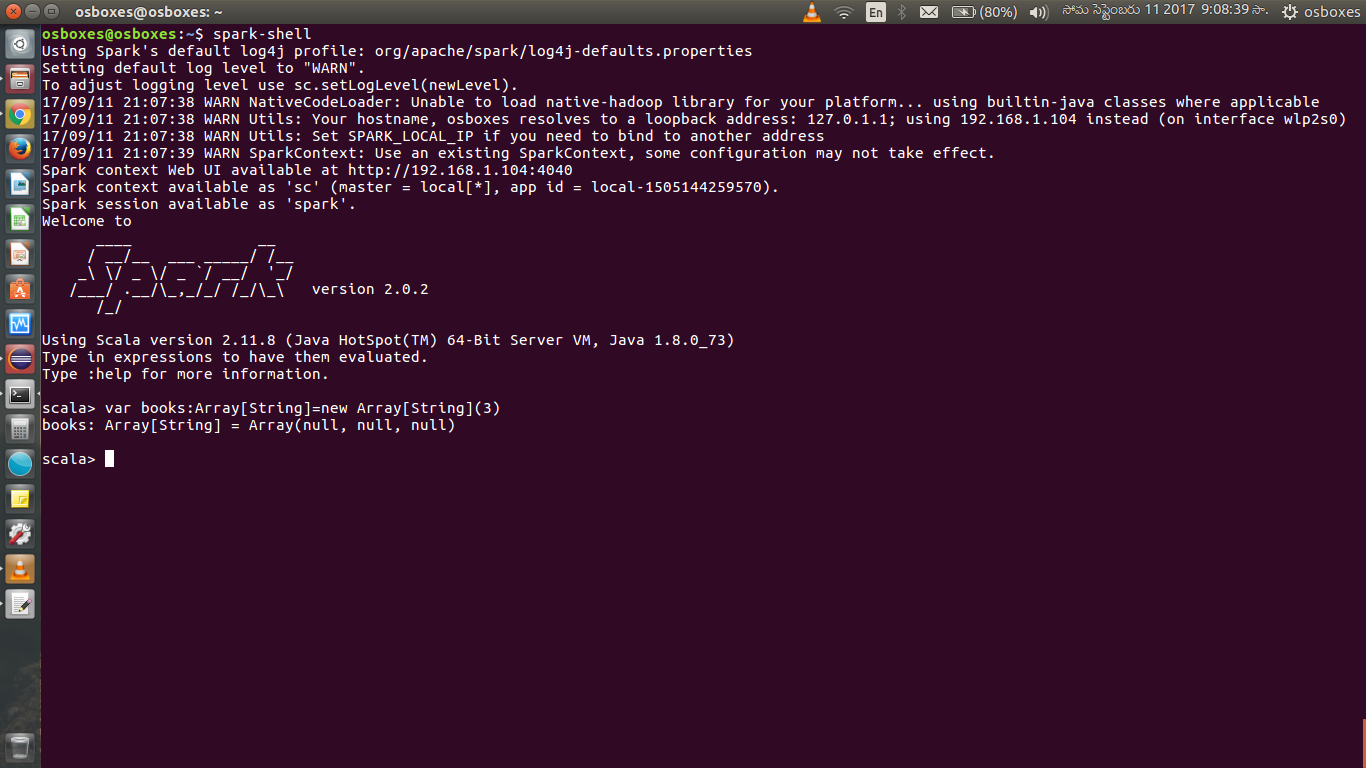 osboxes@osboxes: ~
En
(80%)
సోమ సెప్టెంబరు 11 2017 9:08:39 సా.
osboxes
osboxes@osboxes:~$ spark-shell
Using Spark's default log4j profile: org/apache/spark/log4j-defaults.properties
Setting default log level to "WARN".
To adjust logging level use sc.setLogLevel(newLevel).
17/09/11 21:07:38 WARN NativeCodeLoader: Unable to load native-hadoop library for your platform... using builtin-java classes where applicable
17/09/11 21:07:38 WARN Utils: Your hostname, osboxes resolves to a loopback address: 127.0.1.1; using 192.168.1.104 instead (on interface wlp2s0)
17/09/11 21:07:38 WARN Utils: Set SPARK_LOCAL_IP if you need to bind to another address
17/09/11 21:07:39 WARN SparkContext: Use an existing SparkContext, some configuration may not take effect.
Spark context Web UI available at http://192.168.1.104:4040
Spark context available as 'sc' (master = local[*], app id = local-1505144259570).
Spark session available as 'spark'.
Welcome to
      ____              __
     / __/__  ___ _____/ /__
    _\ \/ _ \/ _ `/ __/  '_/
   /___/ .__/\_,_/_/ /_/\_\   version 2.0.2
      /_/
Using Scala version 2.11.8 (Java HotSpot(TM) 64-Bit Server VM, Java 1.8.0_73)
Type in expressions to have them evaluated.
Type :help for more information.
scala> var books:Array[String]=new Array[String](3)
books: Array[String] = Array(null, null, null)
scala>